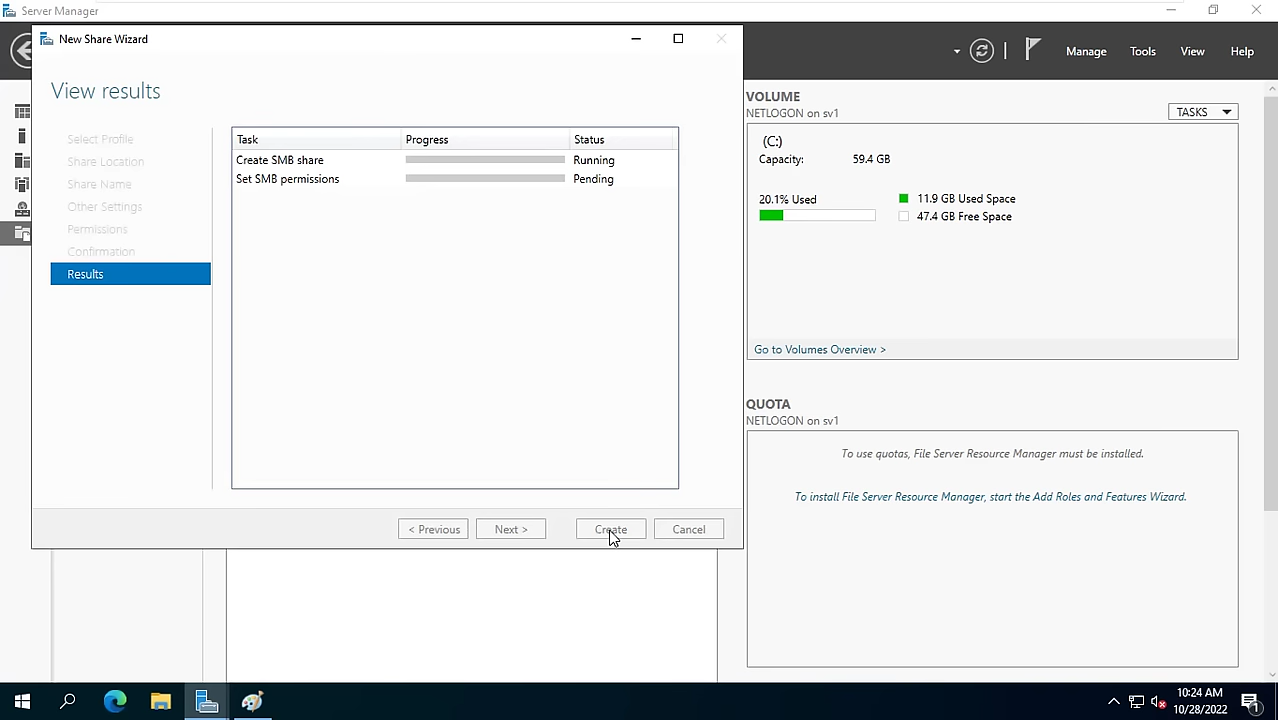 Server Manager
New Share Wizard
View results
Select Profile
Share Location
Share Name
Other Settings
Permissions
Confirmation
Results
Task Progress Status
Create SMB share Running
Set SMB permissions Pending
< Previous Next > Create Cancel
Manage Tools View Help
VOLUME
NETLOGON on sv1
TASKS
(C:)
Capacity: 59.4 GB
20.1% Used
11.9 GB Used Space
47.4 GB Free Space
Go to Volumes Overview >
QUOTA
NETLOGON on sv1
To use quotas, File Server Resource Manager must be installed.
To install File Server Resource Manager, start the Add Roles and Features Wizard.
10:24 AM
10/28/2022
1